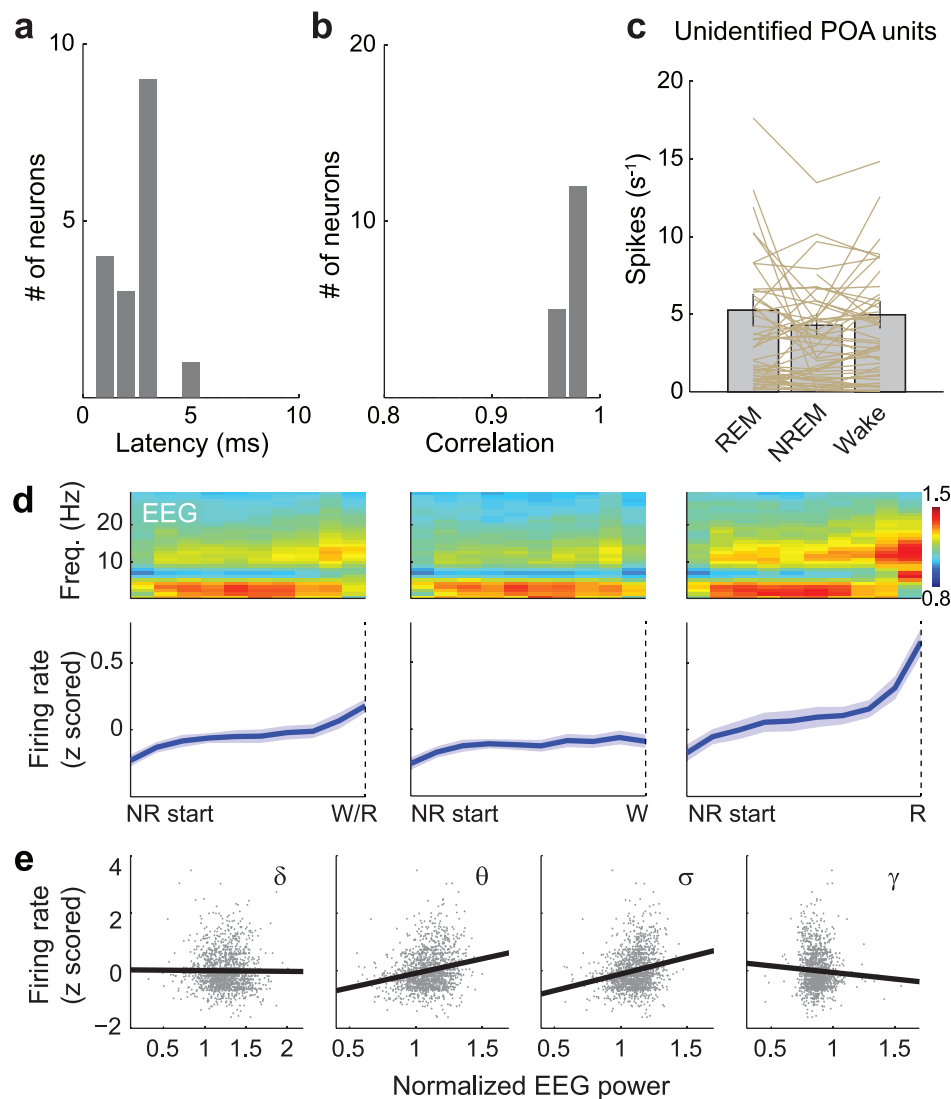 a
10
5
# of neurons
0
5
10
Latency (ms)
b
20
10
# of neurons
0.8
0.9
1
Correlation
c Unidentified POA units
20
15
10
5
0
Spikes (s⁻¹)
REM
NREM
Wake
d
EEG
20
10
Freq. (Hz)
1.5
0.8
0.5
0
Firing rate
(z scored)
NR start
W/R
NR start
W
NR start
R
e
4
2
0
−2
Firing rate
(z scored)
δ
0.5 1 1.5 2
θ
0.5 1 1.5
σ
0.5 1 1.5
γ
0.5 1 1.5
Normalized EEG power